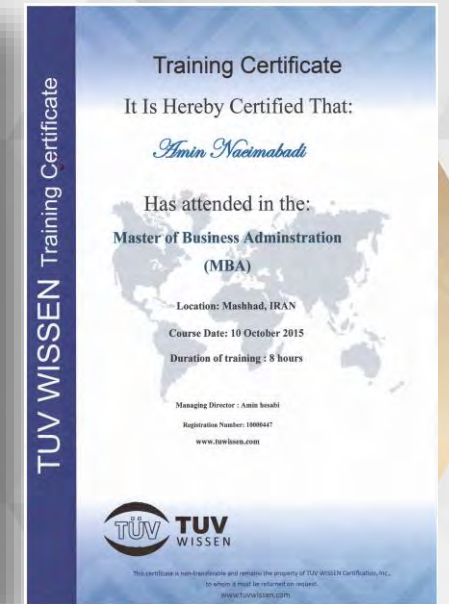 TUV WISSEN Training Certificate
Training Certificate
It Is Hereby Certified That:
Amin Naeimabadi
Has attended in the:
Master of Business Adminstration
(MBA)
Location: Mashhad, IRAN
Course Date: 10 October 2015
Duration of training : 8 hours
Managing Director : Amin hesabi
Registration Number: 10000447
www.tuwissen.com
TÜV
TUV
WISSEN
This certificate is non-transferable and remains the property of TUV WISSEN Certification, Inc.,
to whom it must be returned on request.
www.tuvwissen.com